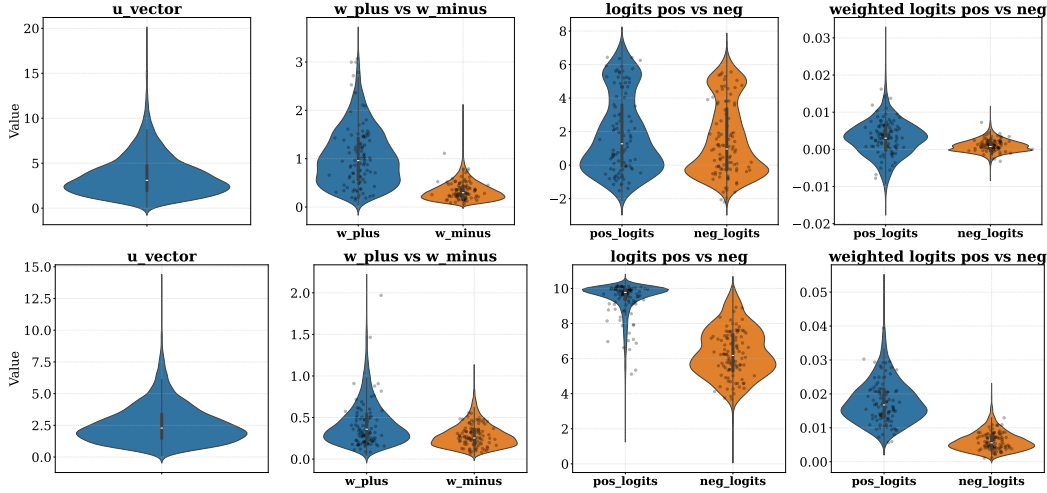 u_vector
w_plus vs w_minus
logits pos vs neg
weighted logits pos vs neg
Value
20
15
10
5
0
3
2
1
0
w_plus
w_minus
8
6
4
2
0
−2
pos_logits
neg_logits
0.03
0.02
0.01
0.00
−0.01
−0.02
pos_logits
neg_logits
u_vector
w_plus vs w_minus
logits pos vs neg
weighted logits pos vs neg
Value
15.0
12.5
10.0
7.5
5.0
2.5
0.0
2.0
1.5
1.0
0.5
0.0
w_plus
w_minus
10
8
6
4
2
0
pos_logits
neg_logits
0.05
0.04
0.03
0.02
0.01
0.00
pos_logits
neg_logits